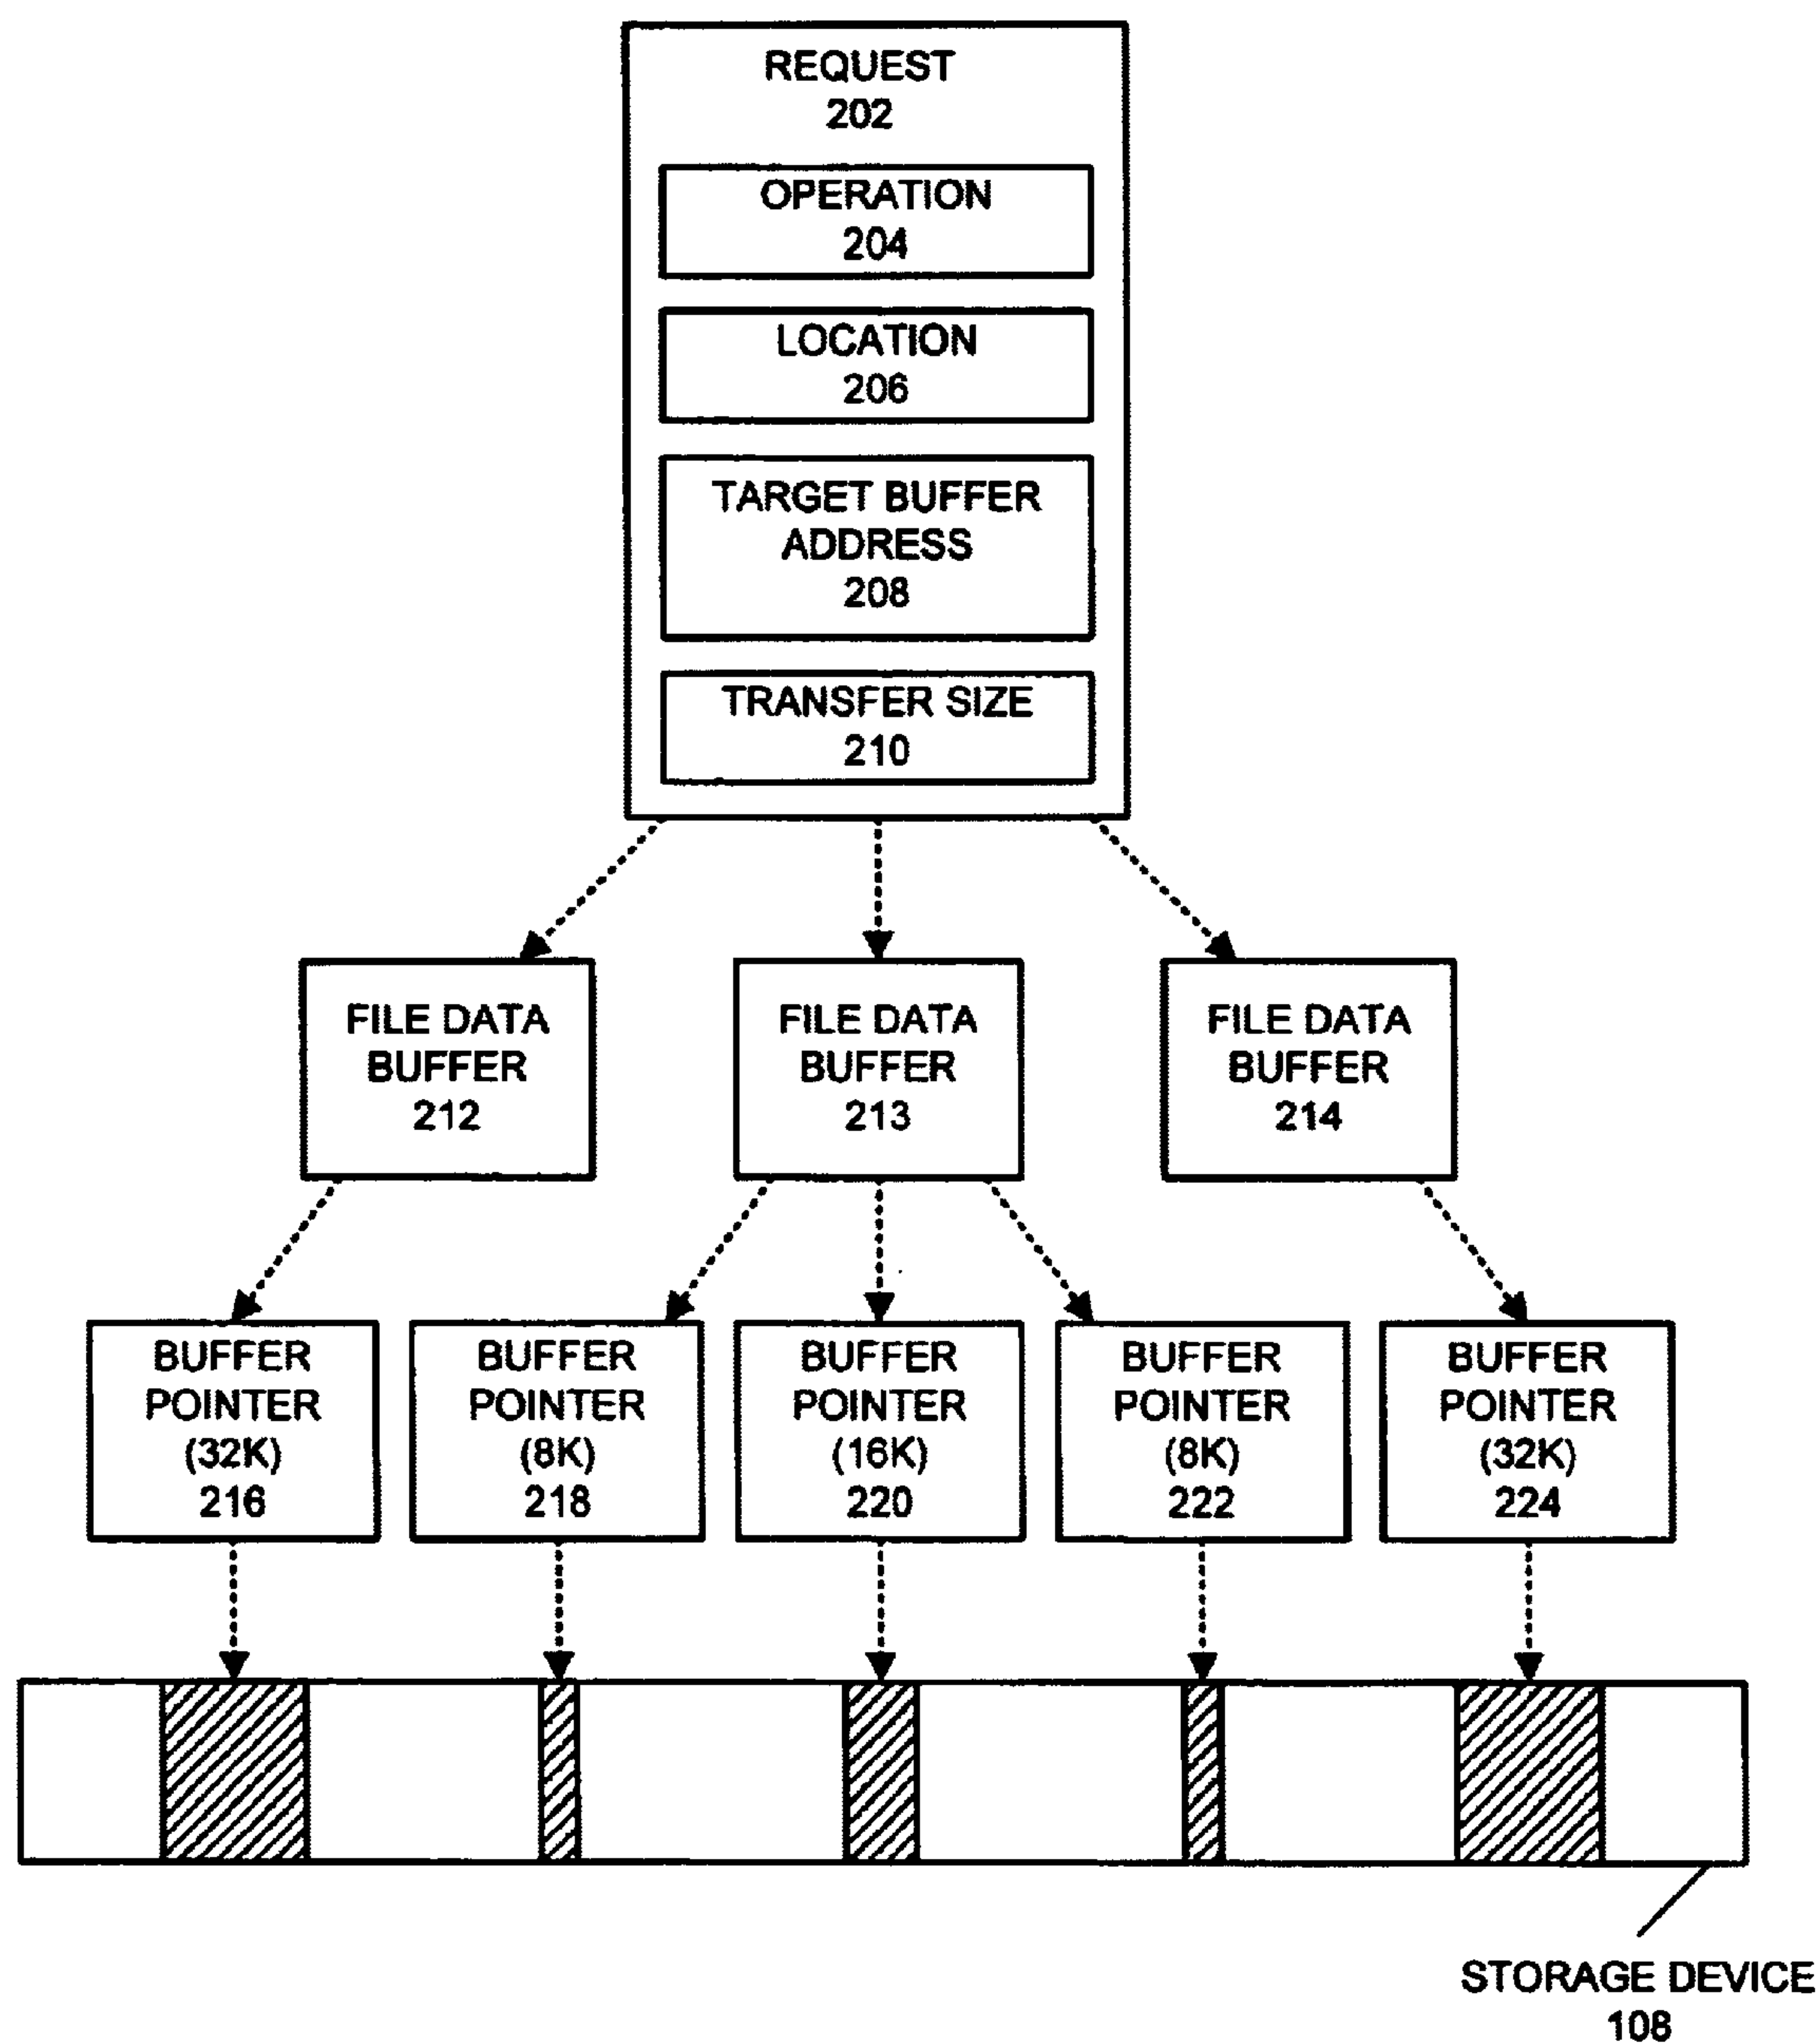 REQUEST
202
OPERATION
204
LOCATION
206
TARGET BUFFER
ADDRESS
208
TRANSFER SIZE
210
FILE DATA
BUFFER
212
FILE DATA
BUFFER
213
FILE DATA
BUFFER
214
BUFFER
POINTER
(32K)
216
BUFFER
POINTER
(8K)
218
BUFFER
POINTER
(16K)
220
BUFFER
POINTER
(8K)
222
BUFFER
POINTER
(32K)
224
STORAGE DEVICE
108